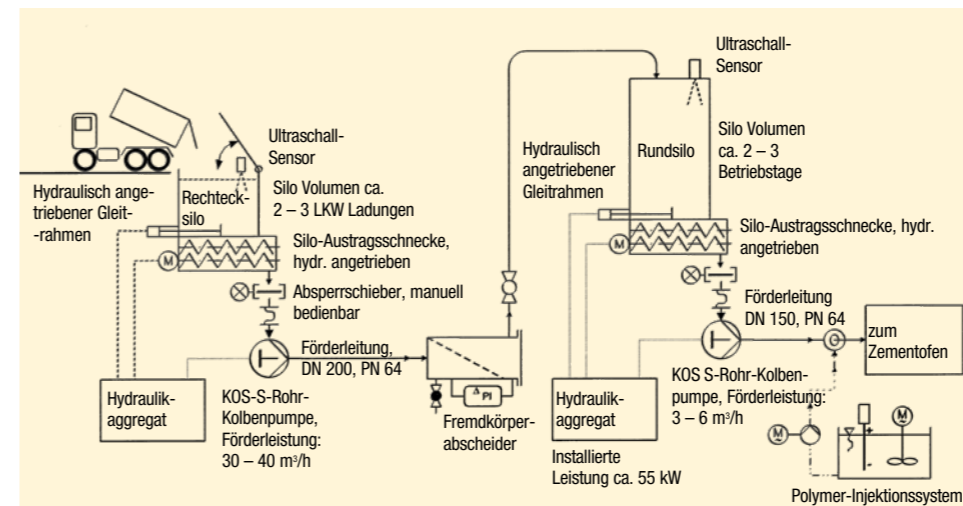 Ultraschall-
Sensor
Hydraulisch ange-
triebener Gleit-
-rahmen
Rechteck-
silo
Silo Volumen ca.
2 – 3 LKW Ladungen
Silo-Austragsschnecke,
hydr. angetrieben
M
Absperrschieber, manuell
bedienbar
Förderleitung,
DN 200, PN 64
Hydraulik-
aggregat
KOS-S-Rohr-
Kolbenpumpe,
Förderleistung:
30 – 40 m³/h
Δ PI
Fremdkörper-
abscheider
Ultraschall-
Sensor
Hydraulisch
angetriebener
Gleitrahmen
Rundsilo
Silo Volumen
ca. 2 – 3
Betriebstage
M
Silo-Austragsschnecke, hydr.
angetrieben
Förderleitung
DN 150, PN 64
zum
Zementofen
Hydraulik-
aggregat
KOS S-Rohr-Kolben-
pumpe, Förderleistung:
3 – 6 m³/h
Installierte
Leistung ca. 55 kW
M
M
+
-
Polymer-Injektionssystem